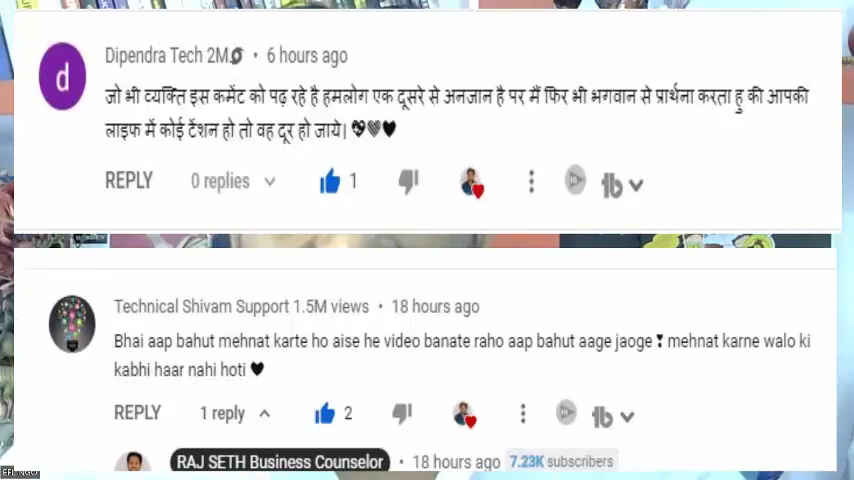 Dipendra Tech 2M • 6 hours ago
जो भी व्यक्ति इस कमेंट को पढ़ रहे है हमलोग एक दूसरे से अनजान है पर मैं फिर भी भगवान से प्रार्थना करता हु की आपकी
लाइफ में कोई टेंशन हो तो वह दूर हो जाये। 💖💜♥
REPLY 0 replies 1
Technical Shivam Support 1.5M views • 18 hours ago
Bhai aap bahut mehnat karte ho aise he video banate raho aap bahut aage jaoge ❣ mehnat karne walo ki
kabhi haar nahi hoti ♥
REPLY 1 reply 2
RAJ SETH Business Counselor • 18 hours ago 7.23K subscribers